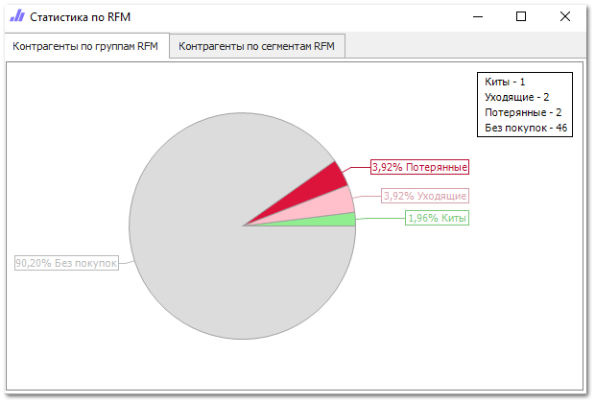 Статистика по RFM
Контрагенты по группам RFM
Контрагенты по сегментам RFM
Киты - 1
Уходящие - 2
Потерянные - 2
Без покупок - 46
3,92% Потерянные
3,92% Уходящие
1,96% Киты
90,20% Без покупок